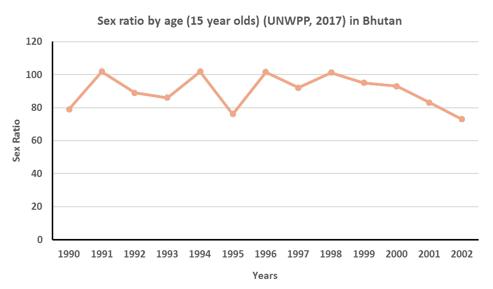 Sex ratio by age (15 year olds) (UNWPP, 2017) in Bhutan
120
100
80
60
40
20
0
Sex Ratio
1990 1991 1992 1993 1994 1995 1996 1997 1998 1999 2000 2001 2002
Years